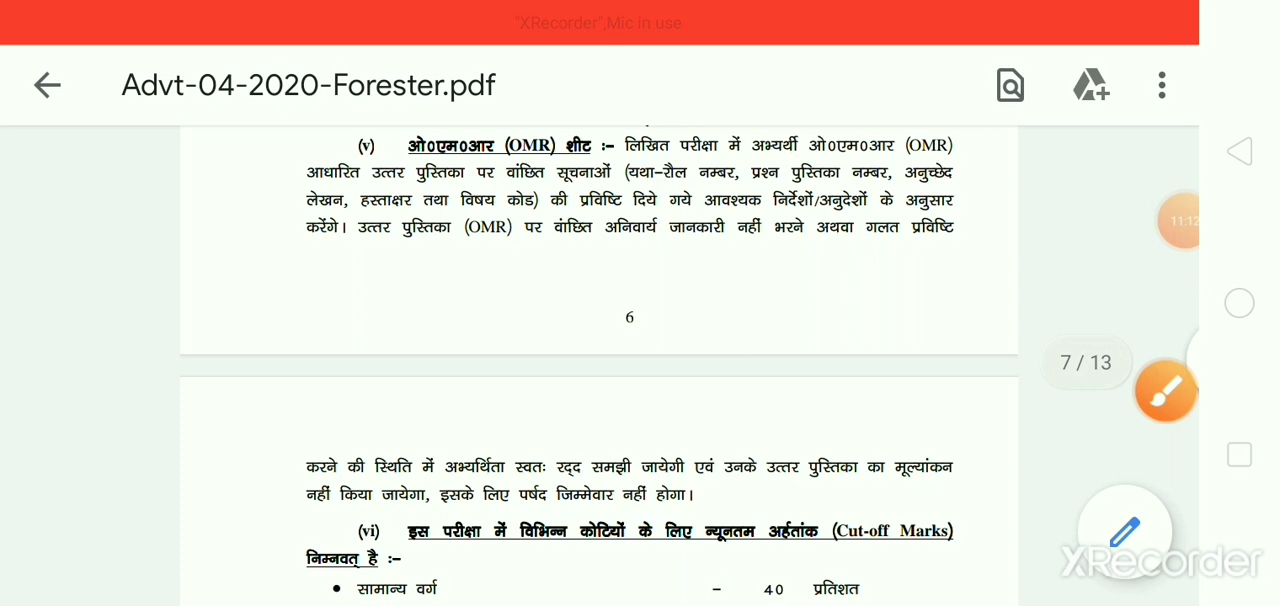 "XRecorder",Mic in use
Advt-04-2020-Forester.pdf
(v) ओ०एम०आर (OMR) शीट :– लिखित परीक्षा में अभ्यर्थी ओ०एम०आर (OMR)
आधारित उत्तर पुस्तिका पर वांछित सूचनाओं (यथा–रौल नम्बर, प्रश्न पुस्तिका नम्बर, अनुच्छेद
लेखन, हस्ताक्षर तथा विषय कोड) की प्रविष्टि दिये गये आवश्यक निर्देशों/अनुदेशों के अनुसार
करेंगे। उत्तर पुस्तिका (OMR) पर वांछित अनिवार्य जानकारी नहीं भरने अथवा गलत प्रविष्टि
11:12
6
7 / 13
करने की स्थिति में अभ्यर्थिता स्वतः रद्द समझी जायेगी एवं उनके उत्तर पुस्तिका का मूल्यांकन
नहीं किया जायेगा, इसके लिए पर्षद जिम्मेवार नहीं होगा।
(vi) इस परीक्षा में विभिन्न कोटियों के लिए न्यूनतम अर्हतांक (Cut-off Marks)
निम्नवत् है :–
• सामान्य वर्ग – 40 प्रतिशत
XRecorder